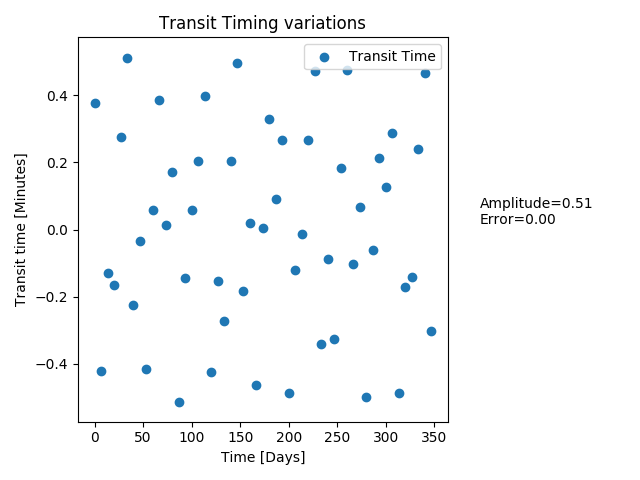 Transit Timing variations
Transit Time
0.4
0.2
0.0
−0.2
−0.4
Transit time [Minutes]
Amplitude=0.51
Error=0.00
0 50 100 150 200 250 300 350
Time [Days]